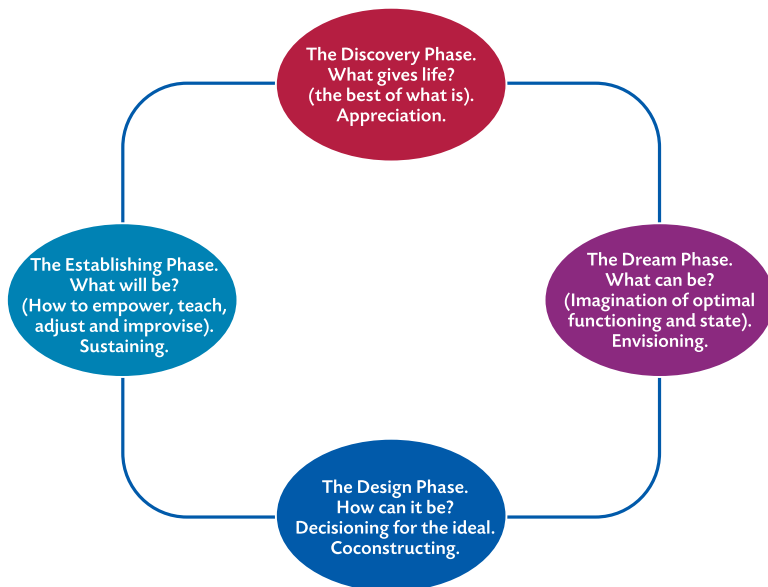 The Discovery Phase.
What gives life?
(the best of what is).
Appreciation.
The Dream Phase.
What can be?
(Imagination of optimal
functioning and state).
Envisioning.
The Design Phase.
How can it be?
Decisioning for the ideal.
Coconstructing.
The Establishing Phase.
What will be?
(How to empower, teach,
adjust and improvise).
Sustaining.